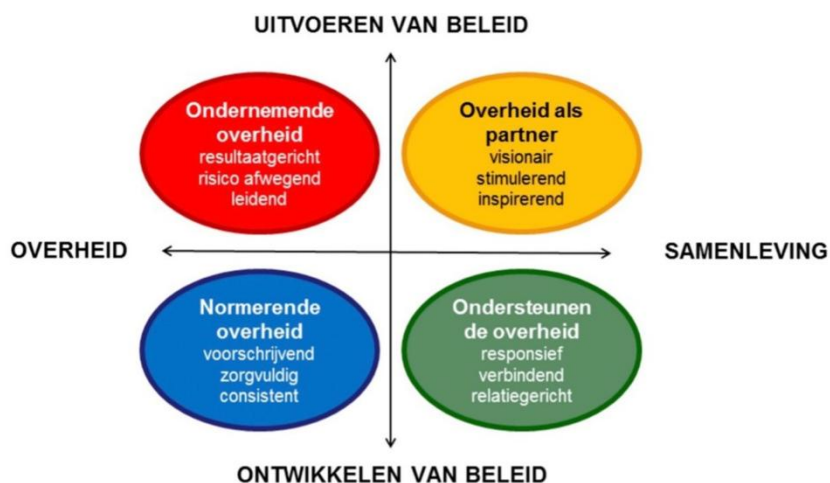 UITVOEREN VAN BELEID
Ondernemende
overheid
resultaatgericht
risico afwegend
leidend
Overheid als
partner
visionair
stimulerend
inspirerend
OVERHEID
SAMENLEVING
Normerende
overheid
voorschrijvend
zorgvuldig
consistent
Ondersteunen
de overheid
responsief
verbindend
relatiegericht
ONTWIKKELEN VAN BELEID